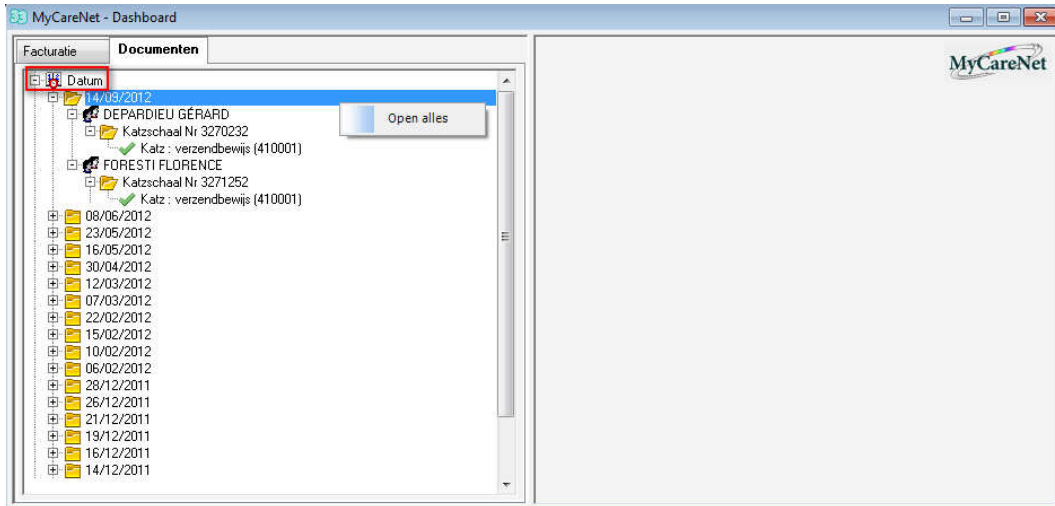 MyCareNet - Dashboard
Facturatie
Documenten
MyCareNet
Datum
14/09/2012
DEPARDIEU GÉRARD
Open alles
Katzschaal Nr 3270232
Katz : verzendbewijs (410001)
FORESTI FLORENCE
Katzschaal Nr 3271252
Katz : verzendbewijs (410001)
08/06/2012
23/05/2012
16/05/2012
30/04/2012
12/03/2012
07/03/2012
22/02/2012
15/02/2012
10/02/2012
06/02/2012
28/12/2011
26/12/2011
21/12/2011
19/12/2011
16/12/2011
14/12/2011